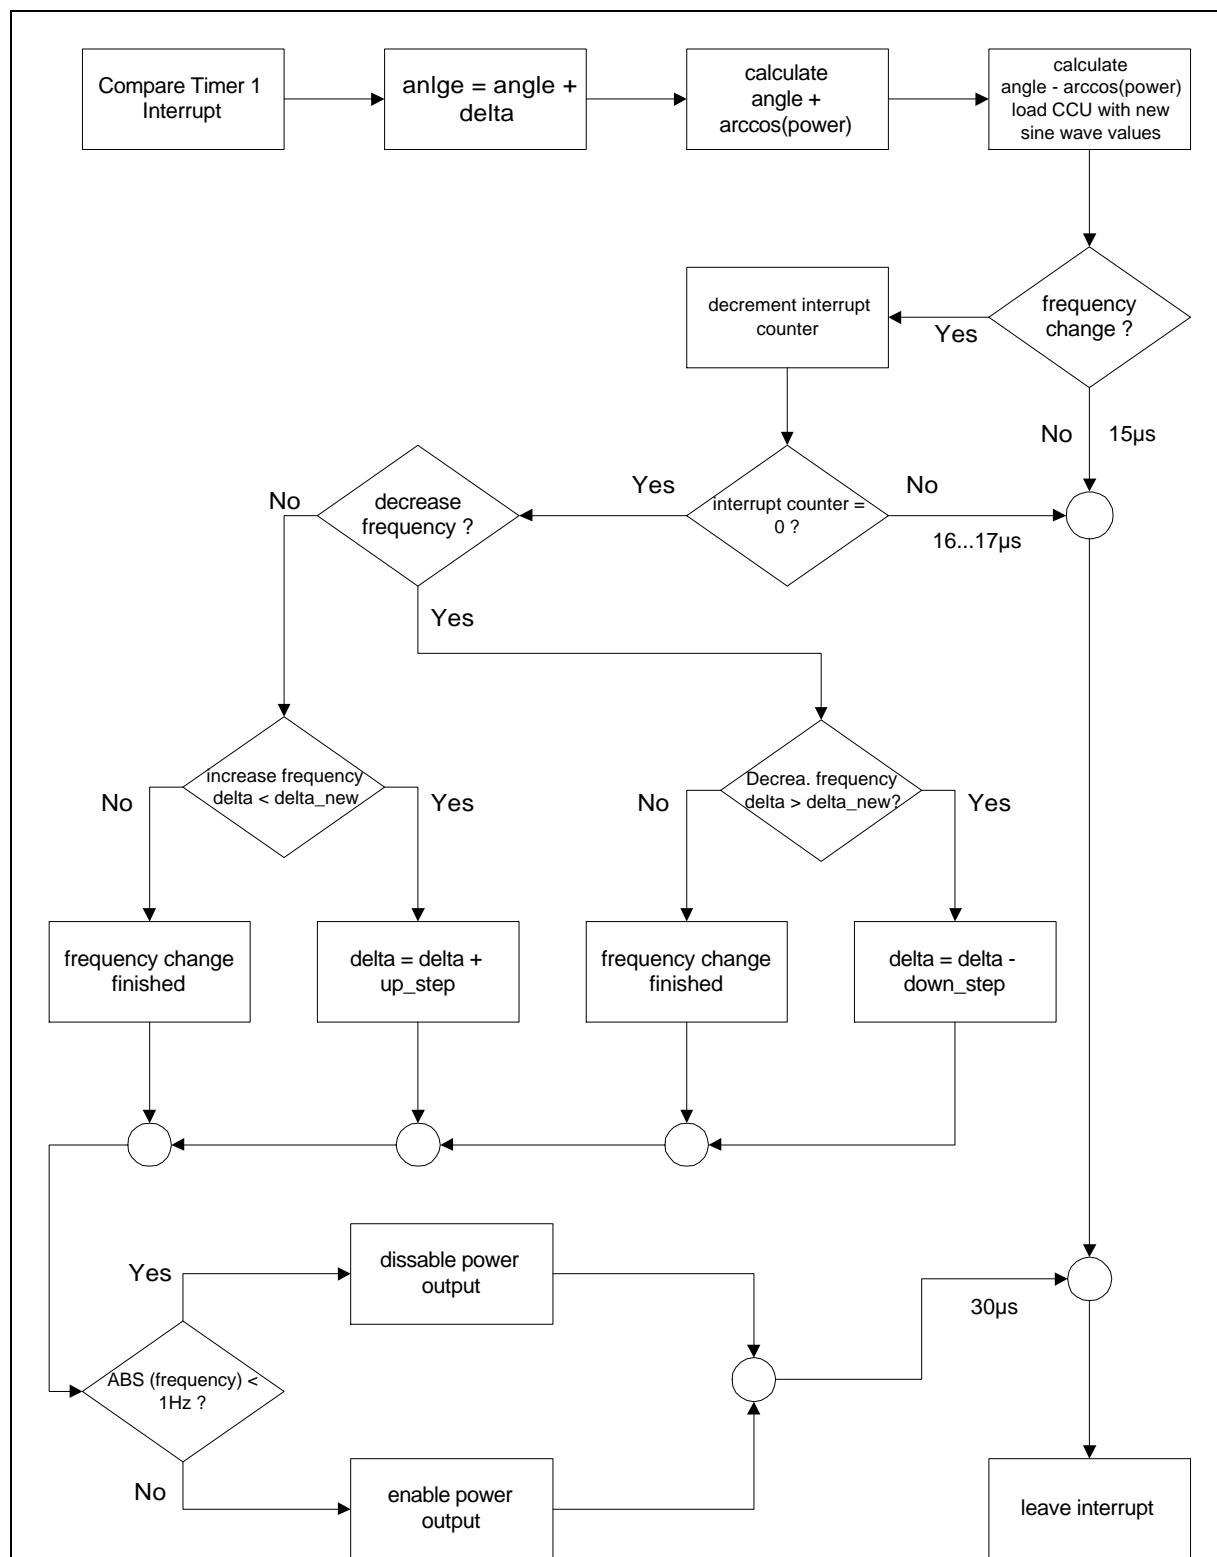 Compare Timer 1
Interrupt
anlge = angle +
delta
calculate
angle +
arccos(power)
calculate
angle - arccos(power)
load CCU with new
sine wave values
decrement interrupt
counter
Yes
frequency
change ?
No
15µs
No
decrease
frequency ?
Yes
interrupt counter =
0 ?
No
16...17µs
Yes
increase frequency
delta < delta_new
No
Yes
Decrea. frequency
delta > delta_new?
No
Yes
frequency change
finished
delta = delta +
up_step
frequency change
finished
delta = delta -
down_step
Yes
dissable power
output
30µs
ABS (frequency) <
1Hz ?
No
enable power
output
leave interrupt